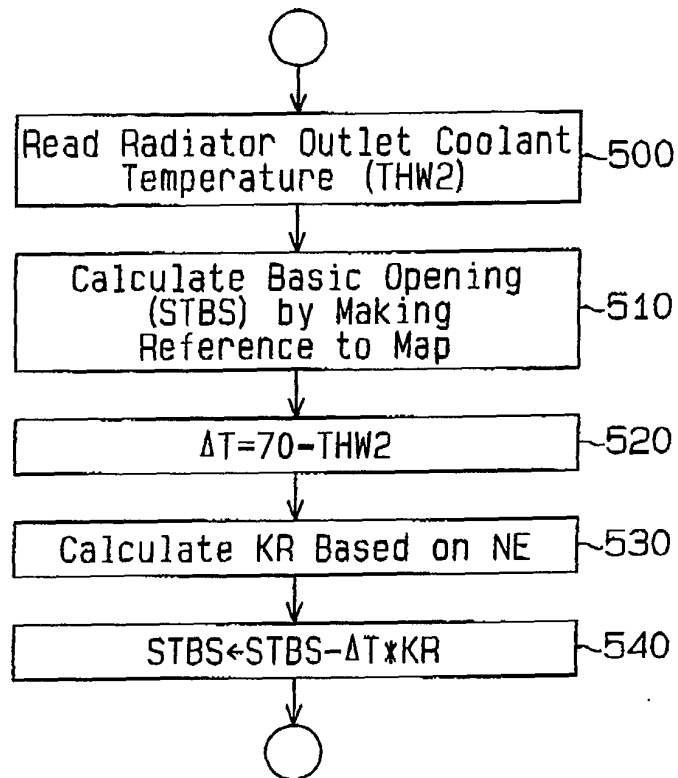 Read Radiator Outlet Coolant
Temperature (THW2)
500
Calculate Basic Opening
(STBS) by Making
Reference to Map
510
ΔT=70-THW2
520
Calculate KR Based on NE
530
STBS←STBS-ΔT*KR
540